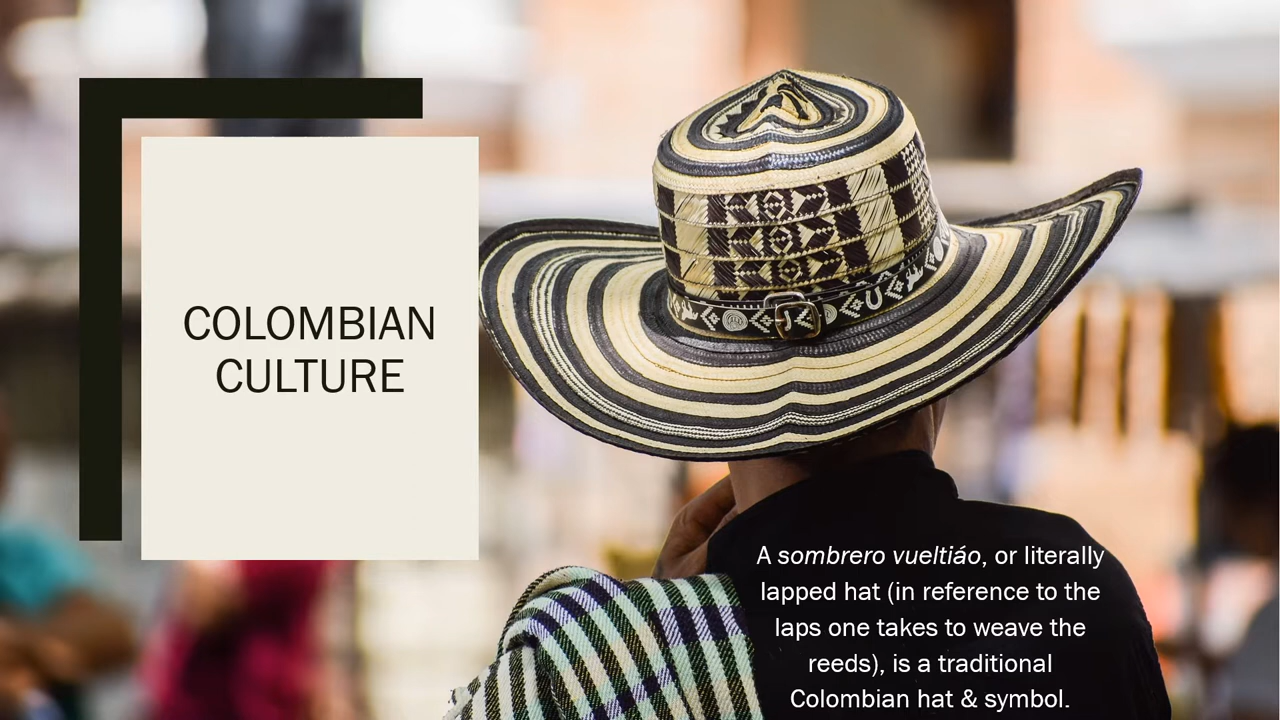 COLOMBIAN
CULTURE
A sombrero vueltiáo, or literally
lapped hat (in reference to the
laps one takes to weave the
reeds), is a traditional
Colombian hat & symbol.